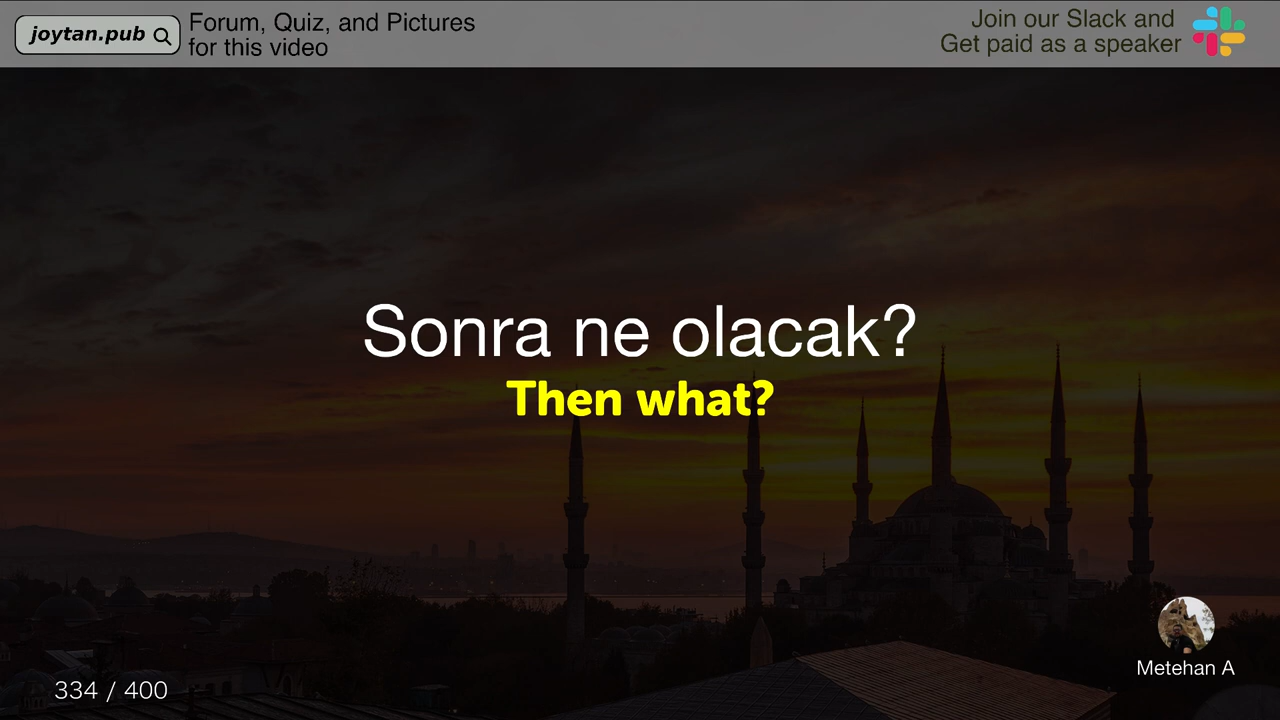 joytan.pub
Forum, Quiz, and Pictures
for this video
Join our Slack and
Get paid as a speaker
Sonra ne olacak?
Then what?
Metehan A
334 / 400